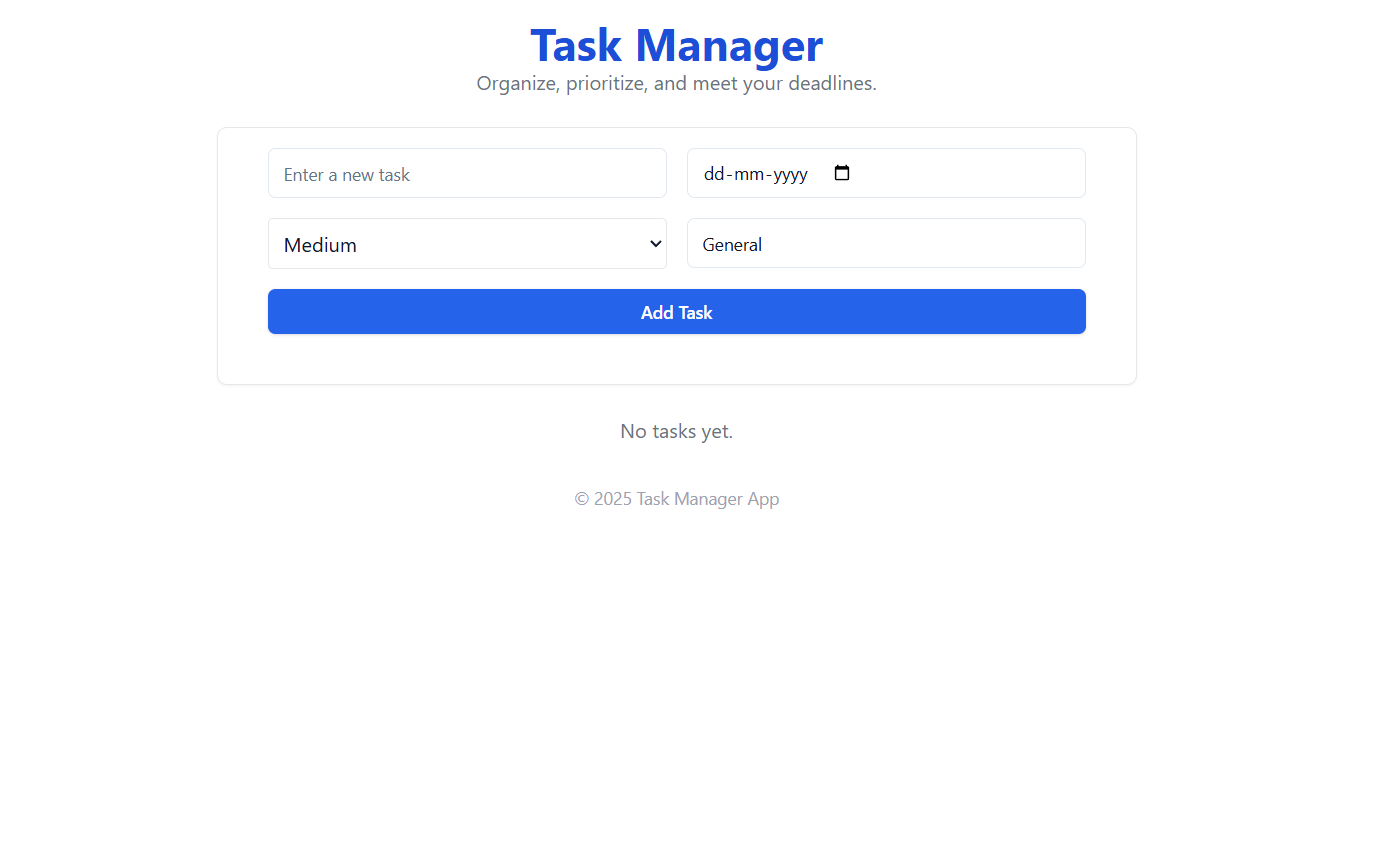 Task Manager
Organize, prioritize, and meet your deadlines.
Enter a new task
dd-mm-yyyy
Medium
General
Add Task
No tasks yet.
© 2025 Task Manager App